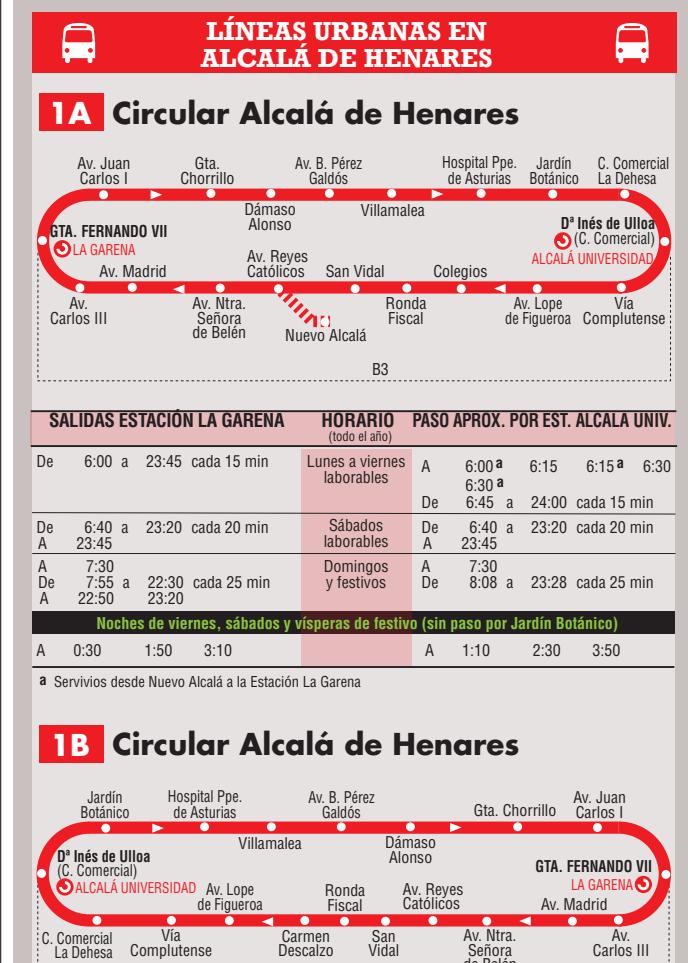 LÍNEAS URBANAS EN
ALCALÁ DE HENARES
1A Circular Alcalá de Henares
Av. Juan
Carlos I
Gta.
Chorrillo
Dámaso
Alonso
Av. B. Pérez
Galdós
Villamalea
Hospital Ppe.
de Asturias
Jardín
Botánico
C. Comercial
La Dehesa
GTA. FERNANDO VII
LA GARENA
Dª Inés de Ulloa
(C. Comercial)
ALCALÁ UNIVERSIDAD
Av.
Carlos III
Av. Madrid
Av. Ntra.
Señora
de Belén
Av. Reyes
Católicos
Nuevo Alcalá
San Vidal
Ronda
Fiscal
Colegios
Av. Lope
de Figueroa
Vía
Complutense
B3
SALIDAS ESTACIÓN LA GARENA HORARIO PASO APROX. POR EST. ALCALA UNIV.
(todo el año)
De 6:00 a 23:45 cada 15 min
Lunes a viernes
laborables
A 6:00 a 6:15 6:15 a 6:30
6:30 a
De 6:45 a 24:00 cada 15 min
De 6:40 a 23:20 cada 20 min
A 23:45
Sábados
laborables
De 6:40 a 23:20 cada 20 min
A 23:45
A 7:30
De 7:55 a 22:30 cada 25 min
A 22:50 23:20
Domingos
y festivos
A 7:30
De 8:08 a 23:28 cada 25 min
Noches de viernes, sábados y vísperas de festivo (sin paso por Jardín Botánico)
A 0:30 1:50 3:10 A 1:10 2:30 3:50
a Servivios desde Nuevo Alcalá a la Estación La Garena
1B Circular Alcalá de Henares
Jardín
Botánico
Hospital Ppe.
de Asturias
Villamalea
Av. B. Pérez
Galdós
Dámaso
Alonso
Gta. Chorrillo
Av. Juan
Carlos I
Dª Inés de Ulloa
(C. Comercial)
ALCALÁ UNIVERSIDAD
GTA. FERNANDO VII
LA GARENA
C. Comercial
La Dehesa
Vía
Complutense
Av. Lope
de Figueroa
Carmen
Descalzo
Ronda
Fiscal
San
Vidal
Av. Reyes
Católicos
Av. Ntra.
Señora
de Belén
Av. Madrid
Av.
Carlos III